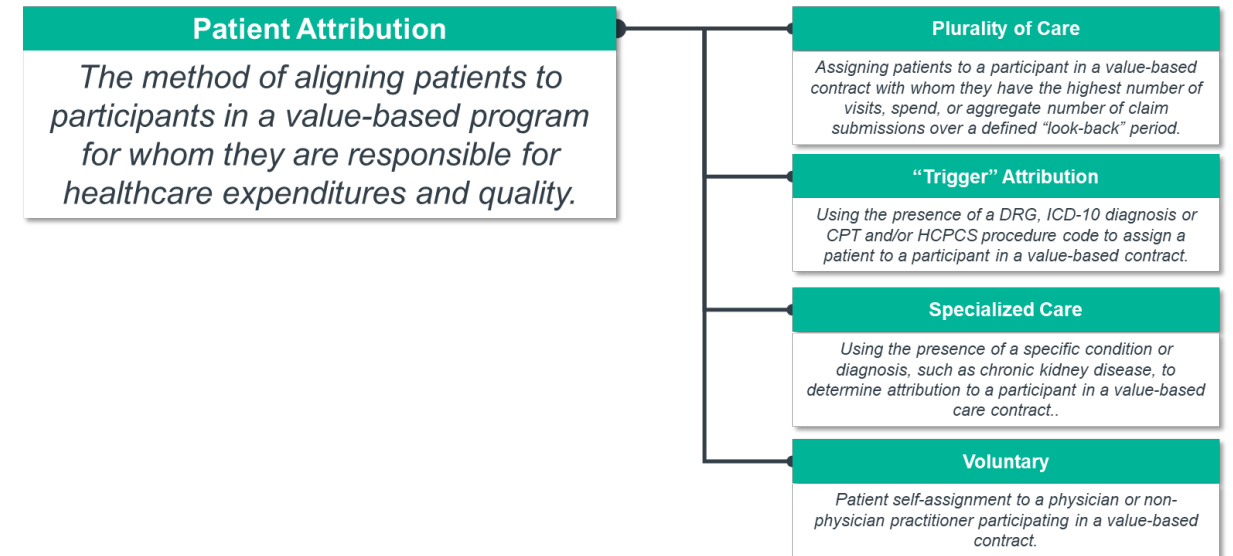 Patient Attribution
The method of aligning patients to
participants in a value-based program
for whom they are responsible for
healthcare expenditures and quality.
Plurality of Care
Assigning patients to a participant in a value-based
contract with whom they have the highest number of
visits, spend, or aggregate number of claim
submissions over a defined “look-back” period.
“Trigger” Attribution
Using the presence of a DRG, ICD-10 diagnosis or
CPT and/or HCPCS procedure code to assign a
patient to a participant in a value-based contract.
Specialized Care
Using the presence of a specific condition or
diagnosis, such as chronic kidney disease, to
determine attribution to a participant in a value-based
care contract..
Voluntary
Patient self-assignment to a physician or non-
physician practitioner participating in a value-based
contract.